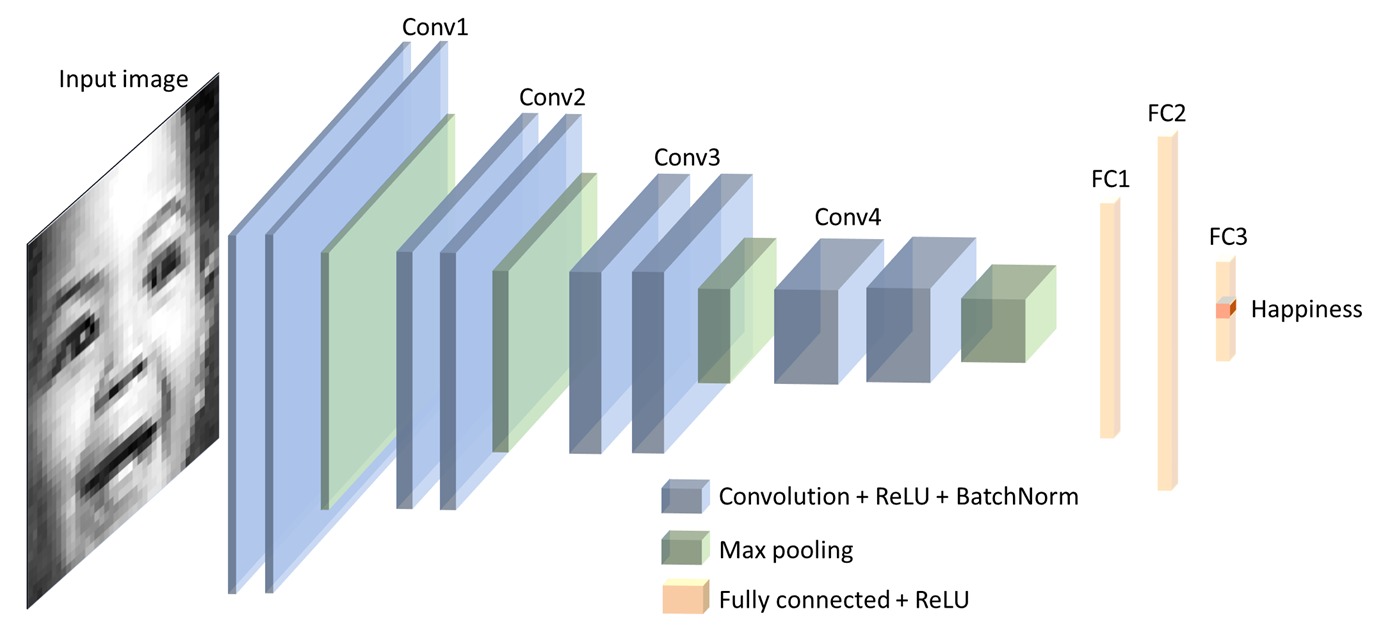 Input image
Conv1
Conv2
Conv3
Conv4
FC1
FC2
FC3
Happiness
Convolution + ReLU + BatchNorm
Max pooling
Fully connected + ReLU